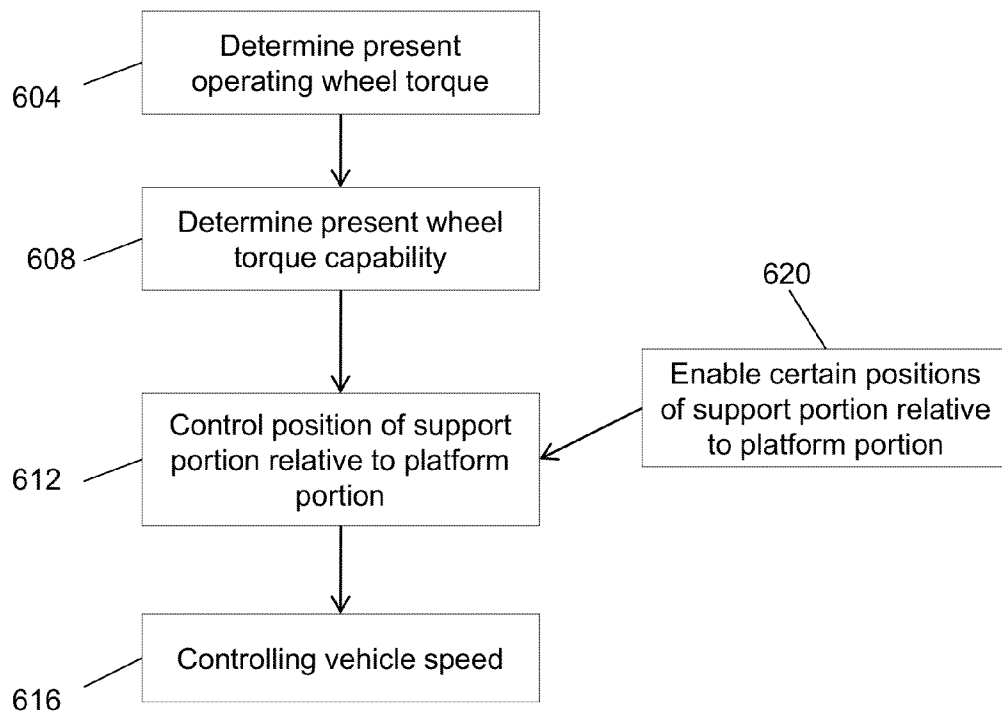 Determine present
operating wheel torque
604
Determine present wheel
torque capability
608
620
Enable certain positions
of support portion relative
to platform portion
Control position of support
portion relative to platform
portion
612
Controlling vehicle speed
616